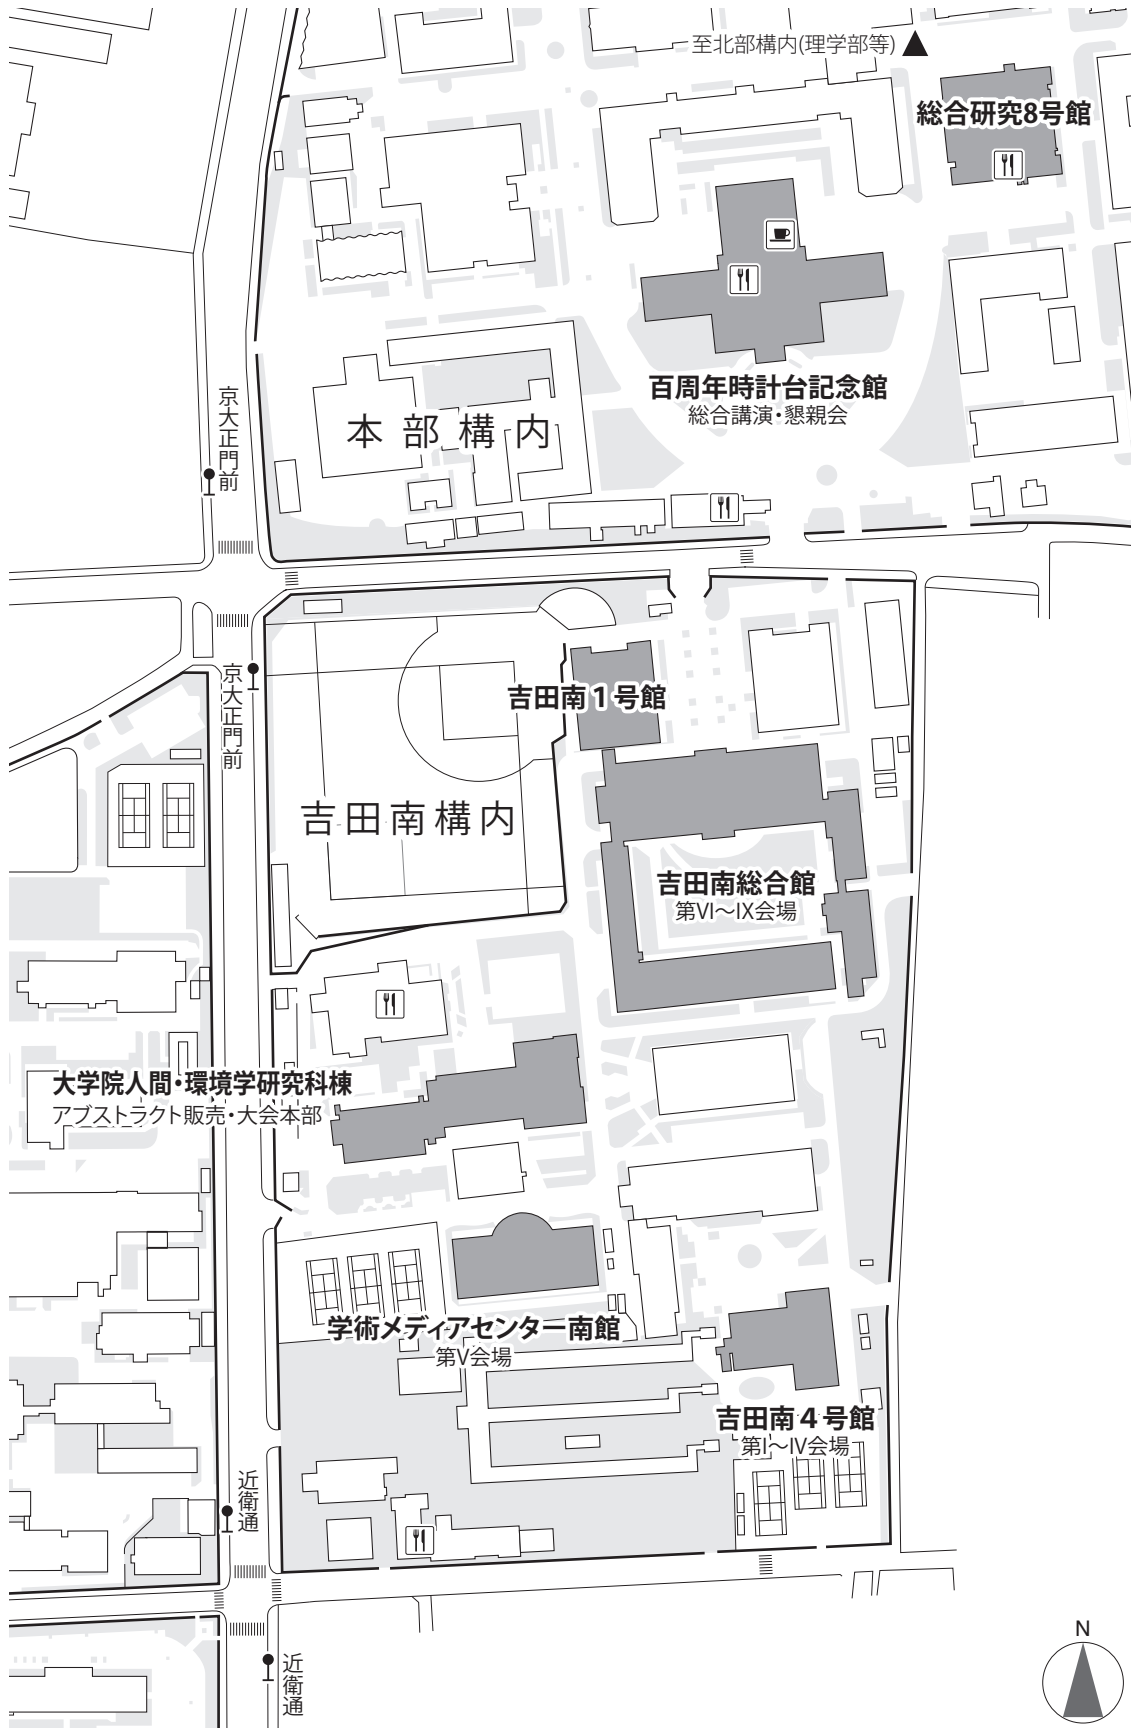 至北部構内(理学部等)
総合研究8号館
百周年時計台記念館
総合講演・懇親会
京大正門前
本部構内
京大正門前
吉田南1号館
吉田南構内
吉田南総合館
第VI〜IX会場
大学院人間・環境学研究科棟
アブストラクト販売・大会本部
学術メディアセンター南館
第V会場
吉田南4号館
第I〜IV会場
近衛通
近衛通
N